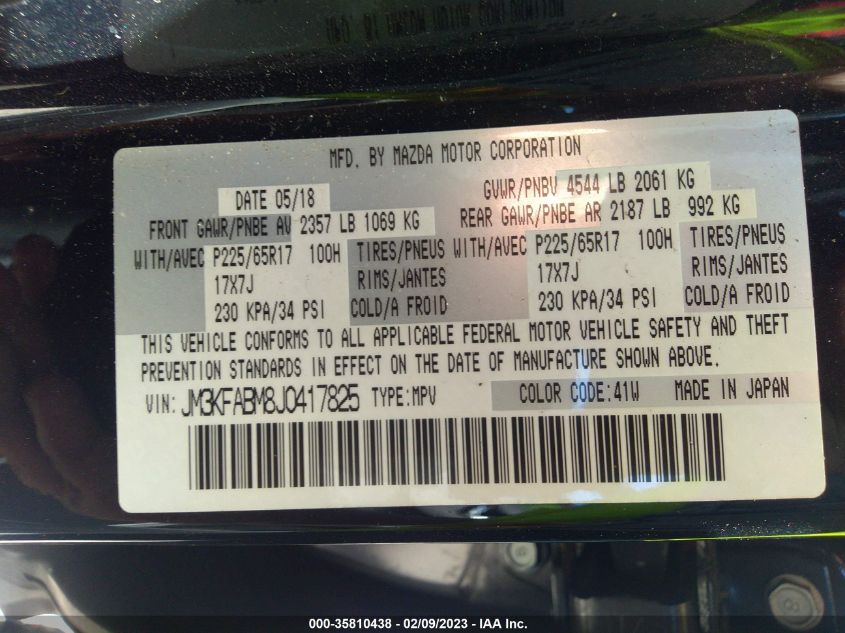 MFD. BY MAZDA MOTOR CORPORATION
DATE 05/18 GVWR/PNBV 4544 LB 2061 KG
FRONT GAWR/PNBE AV 2357 LB 1069 KG REAR GAWR/PNBE AR 2187 LB 992 KG
WITH/AVEC P225/65R17 100H TIRES/PNEUS WITH/AVEC P225/65R17 100H TIRES/PNEUS
17X7J RIMS/JANTES 17X7J RIMS/JANTES
230 KPA/34 PSI COLD/A FROID 230 KPA/34 PSI COLD/A FROID
THIS VEHICLE CONFORMS TO ALL APPLICABLE FEDERAL MOTOR VEHICLE SAFETY AND THEFT
PREVENTION STANDARDS IN EFFECT ON THE DATE OF MANUFACTURE SHOWN ABOVE.
VIN: JM3KFABM8J0417825 TYPE:MPV COLOR CODE:41W MADE IN JAPAN
000-35810438 - 02/09/2023 - IAA Inc.